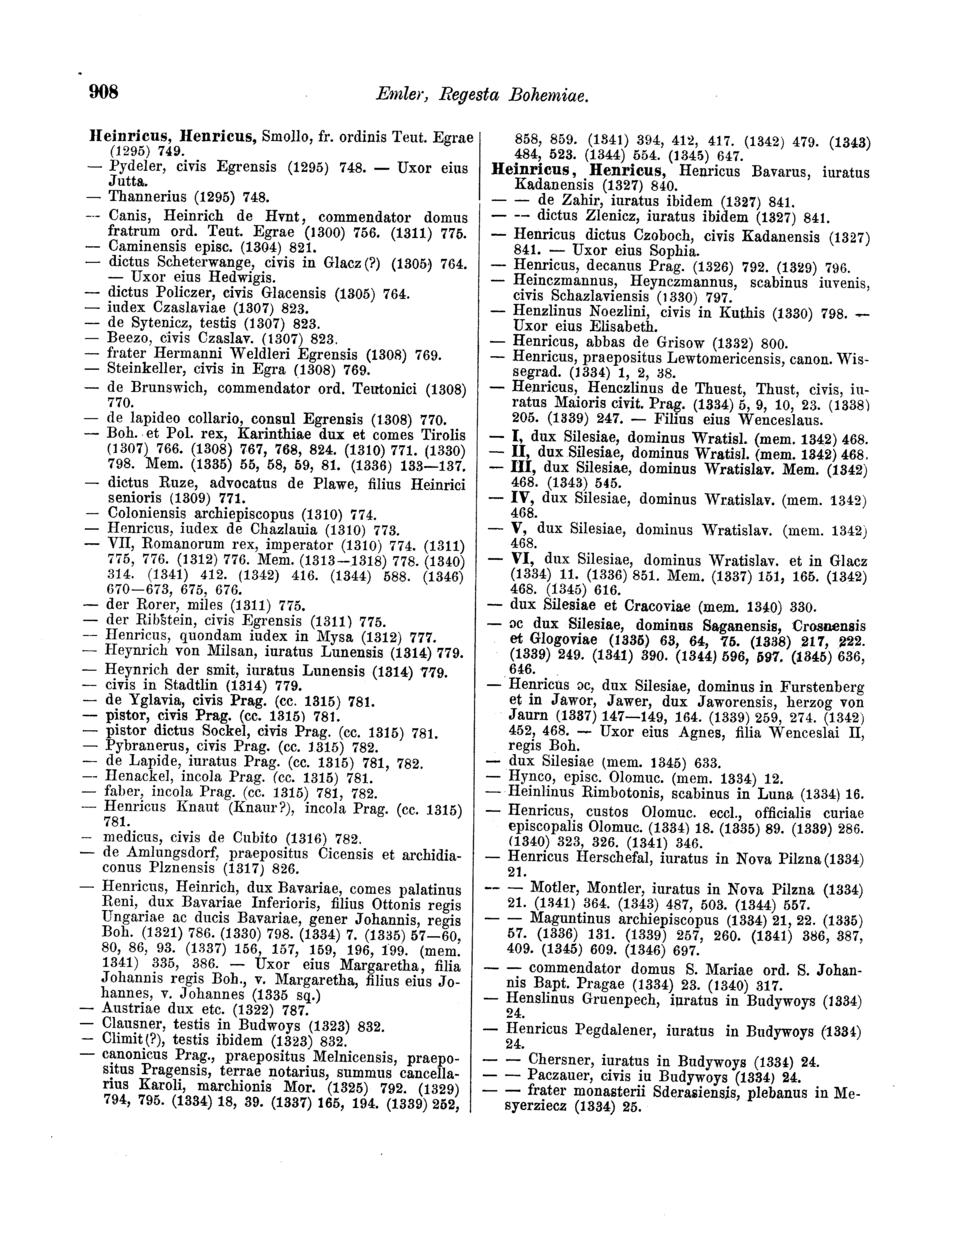 908
Emler, Regesta Bohemiae.
Heinricus, Henricus, Smollo, fr. ordinis Teut. Egrae
(1295) 749.
— Pydeler, civis Egrensis (1295) 748. — Uxor eius
Jutta.
— Thannerius (1295) 748.
— Canis, Heinrich de Hvnt, commendator domus
fratrum ord. Teut. Egrae (1300) 756. (1311) 775.
— Caminensis episc. (1304) 821.
— dictus Scheterwange, civis in Glacz(?) (1305) 764.
— Uxor eius Hedwigis.
— dictus Policzer, civis Glacensis (1305) 764.
— iudex Czaslaviae (1307) 823.
— de Sytenicz, testis (1307) 823.
— Beezo, civis Czaslav. (1307) 823.
— frater Hermanni Weldleri Egrensis (1308) 769.
— Steinkeller, civis in Egra (1308) 769.
— de Brunswich, commendator ord. Teutonici (1308)
770.
— de lapideo collario, consul Egrensis (1308) 770.
— Boh. et Pol. rex, Karinthiae dux et comes Tirolis
(1307) 766. (1308) 767, 768, 824. (1310) 771. (1330)
798. Mem. (1335) 55, 58, 59, 81. (1336) 133—137.
— dictus Ruze, advocatus de Plawe, filius Heinrici
senioris (1309) 771.
— Coloniensis archiepiscopus (1310) 774.
— Henricus, iudex de Chazlauia (1310) 773.
— VII, Romanorum rex, imperator (1310) 774. (1311)
775, 776. (1312) 776. Mem. (1313—1318) 778. (1340)
314. (1341) 412. (1342) 416. (1344) 588. (1346)
670—673, 675, 676.
— der Rorer, miles (1311) 775.
— der Ribstein, civis Egrensis (1311) 775.
— Henricus, quondam iudex in Mysa (1312) 777.
— Heynrich von Milsan, iuratus Lunensis (1314) 779.
— Heynrich der smit, iuratus Lunensis (1314) 779.
— civis in Stadtlin (1314) 779.
— de Yglavia, civis Prag. (cc. 1315) 781.
— pistor, civis Prag. (cc. 1315) 781.
— pistor dictus Sockel, civis Prag. (cc. 1315) 781.
— Pybranerus, civis Prag. (cc. 1315) 782.
— de Lapide, iuratus Prag. (cc. 1315) 781, 782.
— Henackel, incola Prag. (cc. 1315) 781.
— faber, incola Prag. (cc. 1315) 781, 782.
— Henricus Knaut (Knaur?), incola Prag. (cc. 1315)
781.
— medicus, civis de Cubito (1316) 782.
— de Amlungsdorf, praepositus Cicensis et archidia-
conus Plznensis (1317) 826.
— Henricus, Heinrich, dux Bavariae, comes palatinus
Reni, dux Bavariae Inferioris, filius Ottonis regis
Ungariae ac ducis Bavariae, gener Johannis, regis
Boh. (1321) 786. (1330) 798. (1334) 7. (1335) 57—60,
80, 86, 93. (1337) 156, 157, 159, 196, 199. (mem.
1341) 335, 386. — Uxor eius Margaretha, filia
Johannis regis Boh., v. Margaretha, filius eius Jo-
hannes, v. Johannes (1335 sq.)
— Austriae dux etc. (1322) 787.
— Clausner, testis in Budwoys (1323) 832.
— Climit(?), testis ibidem (1323) 832.
— canonicus Prag., praepositus Melnicensis, praepo-
situs Pragensis, terrae notarius, summus cancella-
rius Karoli, marchionis Mor. (1325) 792. (1329)
794, 795. (1334) 18, 39. (1337) 165, 194. (1339) 252,
858, 859. (1341) 394, 412, 417. (1342) 479. (1343)
484, 523. (1344) 554. (1345) 647.
Heinricus, Henricus, Henricus Bavarus, iuratus
Kadanensis (1327) 840.
— — de Zahir, iuratus ibidem (1327) 841.
— — dictus Zlenicz, iuratus ibidem (1327) 841.
— Henricus dictus Czoboch, civis Kadanensis (1327)
841. — Uxor eius Sophia.
— Henricus, decanus Prag. (1326) 792. (1329) 796.
— Heinczmannus, Heynczmannus, scabinus iuvenis,
civis Schazlaviensis (1330) 797.
— Henzlinus Noezlini, civis in Kuthis (1330) 798. —
Uxor eius Elisabeth.
— Henricus, abbas de Grisow (1332) 800.
— Henricus, praepositus Lewtomericensis, canon. Wis-
segrad. (1334) 1, 2, 38.
— Henricus, Henczlinus de Thuest, Thust, civis, iu-
ratus Maioris civit. Prag. (1334) 5, 9, 10, 23. (1338)
205. (1339) 247. — Filius eius Wenceslaus.
— I, dux Silesiae, dominus Wratisl. (mem. 1342) 468.
— II, dux Silesiae, dominus Wratisl. (mem. 1342) 468.
— III, dux Silesiae, dominus Wratislav. Mem. (1342)
468. (1343) 545.
— IV, dux Silesiae, dominus Wratislav. (mem. 1342)
468.
— V, dux Silesiae, dominus Wratislav. (mem. 1342)
468.
— VI, dux Silesiae, dominus Wratislav. et in Glacz
(1334) 11. (1336) 851. Mem. (1337) 151, 165. (1342)
468. (1345) 616.
— dux Silesiae et Cracoviae (mem. 1340) 330.
— ac dux Silesiae, dominus Saganensis, Crosnensis
et Glogoviae (1335) 63, 64, 75. (1338) 217, 222.
(1339) 249. (1341) 390. (1344) 596, 597. (1345) 636,
646.
— Henricus ac, dux Silesiae, dominus in Furstenberg
et in Jawor, Jawer, dux Jaworensis, herzog von
Jaurn (1337) 147—149, 164. (1339) 259, 274. (1342)
452, 468. — Uxor eius Agnes, filia Wenceslai II,
regis Boh.
— dux Silesiae (mem. 1345) 633.
— Hynco, episc. Olomuc. (mem. 1334) 12.
— Heinlinus Rimbotonis, scabinus in Luna (1334) 16.
— Henricus, custos Olomuc. eccl., officialis curiae
episcopalis Olomuc. (1334) 18. (1335) 89. (1339) 286.
(1340) 323, 326. (1341) 346.
— Henricus Herschefal, iuratus in Nova Pilzna (1334)
21.
— — Motler, Montler, iuratus in Nova Pilzna (1334)
21. (1341) 364. (1343) 487, 503. (1344) 557.
— — Maguntinus archiepiscopus (1334) 21, 22. (1335)
57. (1336) 131. (1339) 257, 260. (1341) 386, 387,
409. (1345) 609. (1346) 697.
— — commendator domus S. Mariae ord. S. Johan-
nis Bapt. Pragae (1334) 23. (1340) 317.
— Henslinus Gruenpech, iuratus in Budywoys (1334)
24.
— Henricus Pegdalener, iuratus in Budywoys (1334)
24.
— — Chersner, iuratus in Budywoys (1334) 24.
— — Paczauer, civis iu Budywoys (1334) 24.
— — frater monasterii Sderasiensis, plebanus in Me-
syerziecz (1334) 25.